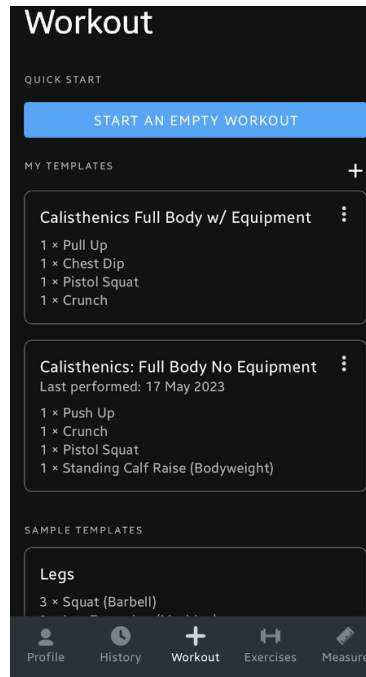 Workout
QUICK START
START AN EMPTY WORKOUT
MY TEMPLATES +
Calisthenics Full Body w/ Equipment
1 × Pull Up
1 × Chest Dip
1 × Pistol Squat
1 × Crunch
Calisthenics: Full Body No Equipment
Last performed: 17 May 2023
1 × Push Up
1 × Crunch
1 × Pistol Squat
1 × Standing Calf Raise (Bodyweight)
SAMPLE TEMPLATES
Legs
3 × Squat (Barbell)
Profile History Workout Exercises Measure